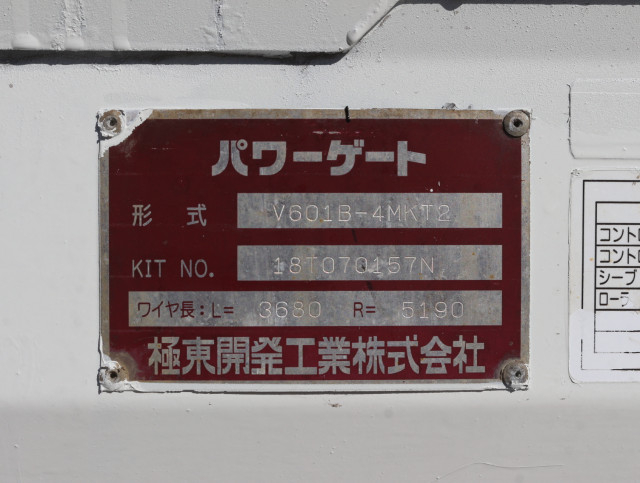 パワーゲート
形式 V601B-4MKT2
KIT NO. 18T070157N
ワイヤ長:L= 3680 R= 5190
極東開発工業株式会社
コントロ
コントロ
シーブ
ローラ